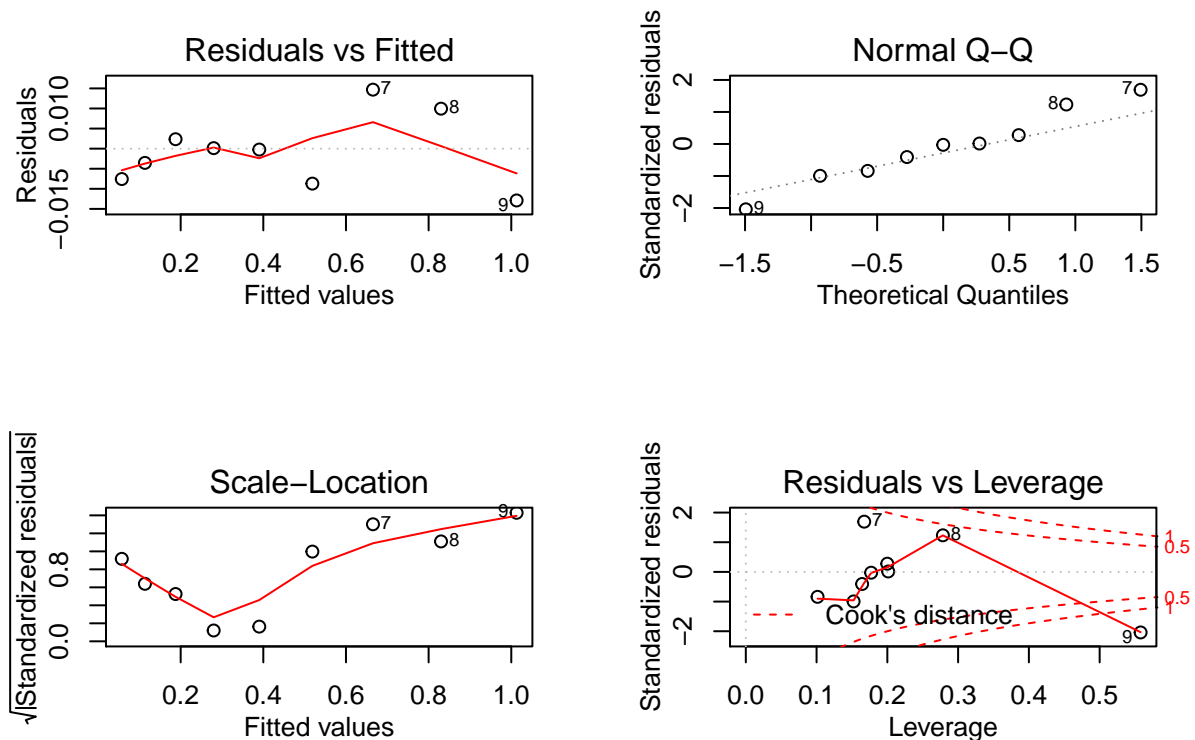 Residuals vs Fitted
Residuals
0.010
−0.015
7
8
9
0.2 0.4 0.6 0.8 1.0
Fitted values
Normal Q−Q
Standardized residuals
2
0
−2
7
8
9
−1.5 −0.5 0.5 1.0 1.5
Theoretical Quantiles
Scale−Location
√|Standardized residuals|
0.8
0.0
7
8
9
0.2 0.4 0.6 0.8 1.0
Fitted values
Residuals vs Leverage
Standardized residuals
2
0
−2
7
8
9
1
0.5
0.5
1
Cook's distance
0.0 0.1 0.2 0.3 0.4 0.5
Leverage